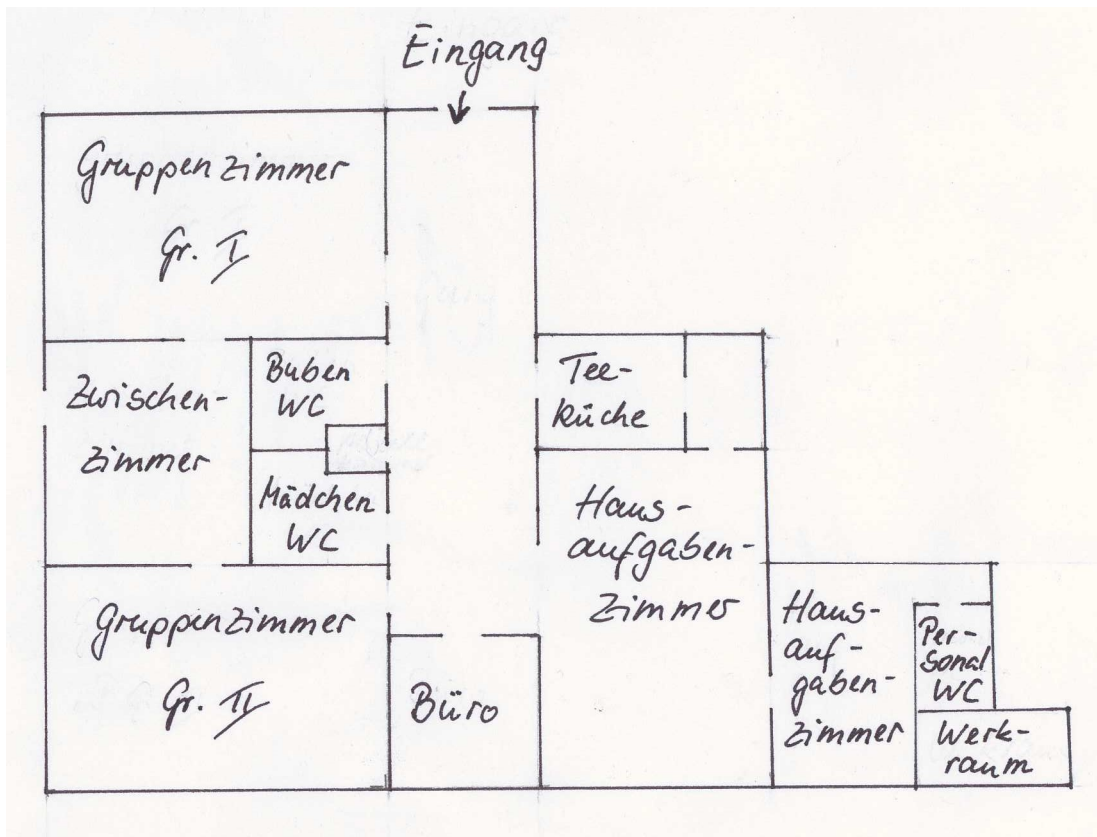 Eingang
Gruppenzimmer
Gr. I
Zwischen-
zimmer
Buben
WC
Mädchen
WC
Gruppenzimmer
Gr. II
Büro
Tee-
küche
Haus-
aufgaben-
zimmer
Haus-
auf-
gaben-
zimmer
Per-
sonal
WC
Werk-
raum